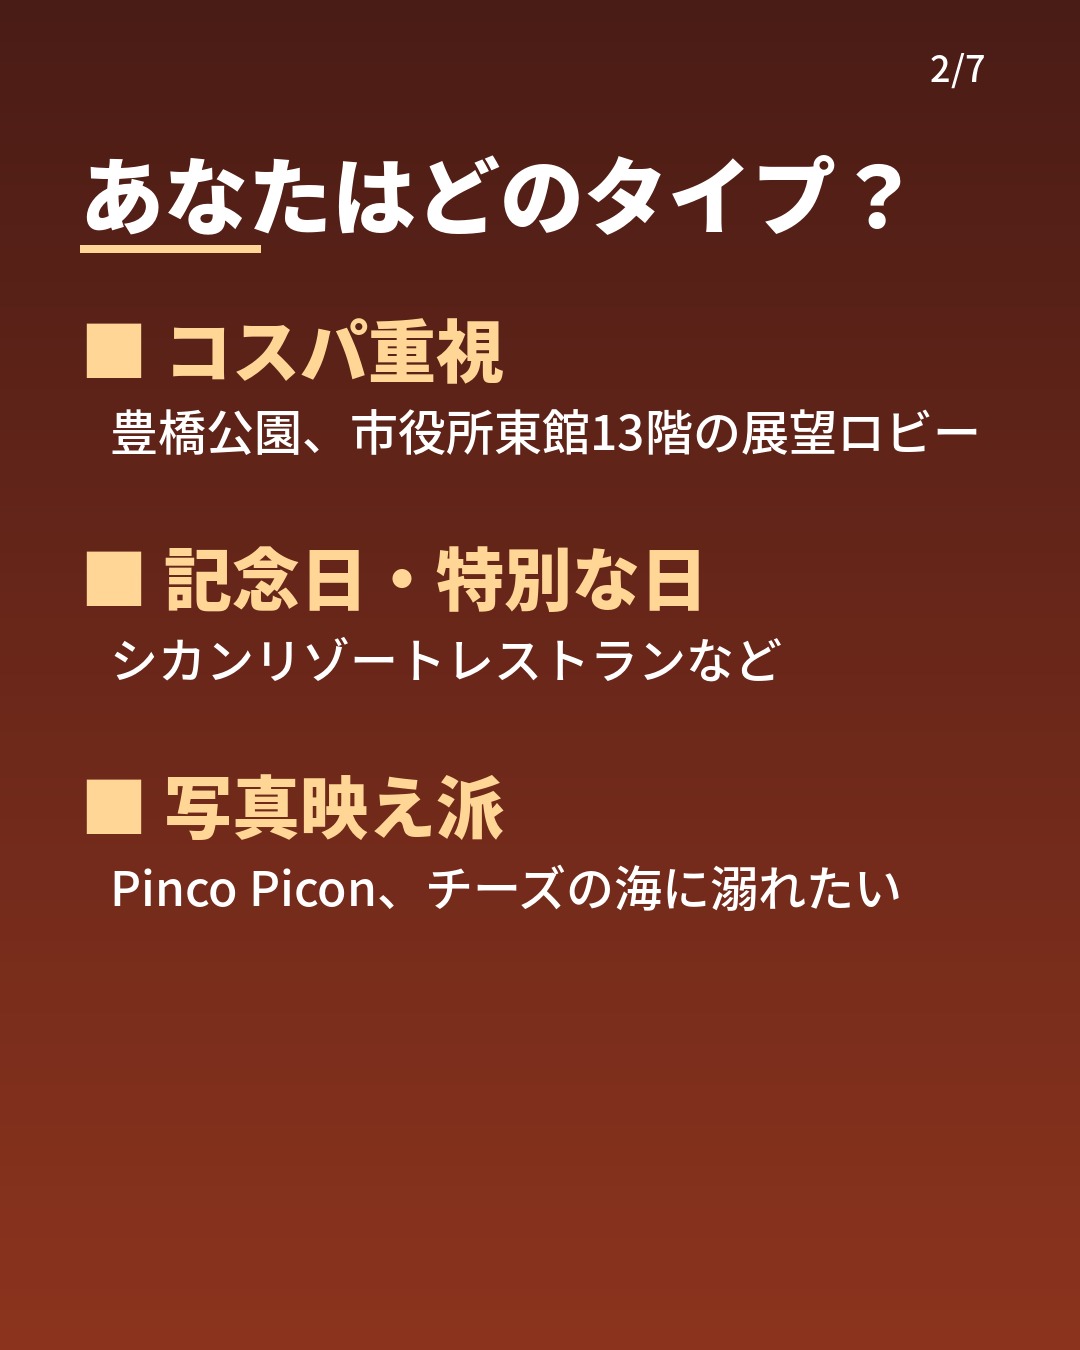 2/7
あなたはどのタイプ？
■ コスパ重視
豊橋公園、市役所東館13階の展望ロビー
■ 記念日・特別な日
シカンリゾートレストランなど
■ 写真映え派
Pinco Picon、チーズの海に溺れたい